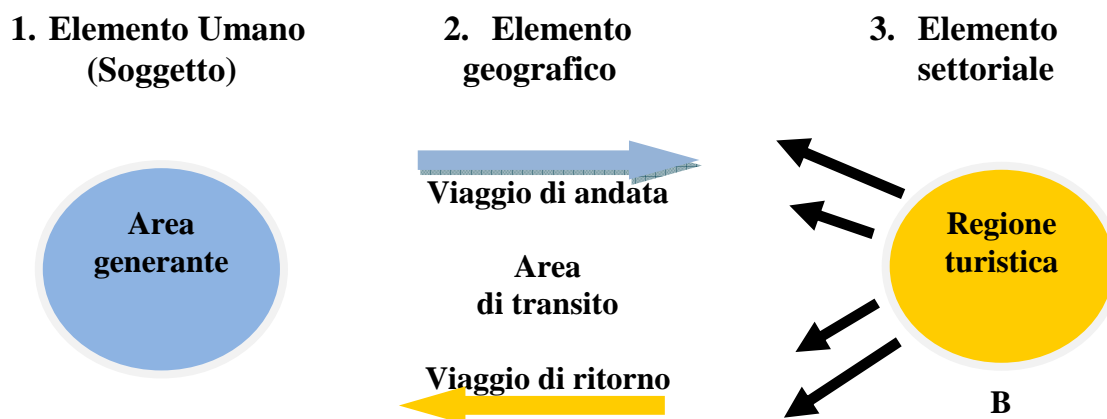 1. Elemento Umano
(Soggetto)
2. Elemento
geografico
3. Elemento
settoriale
Area
generante
Viaggio di andata
Area
di transito
Viaggio di ritorno
Regione
turistica
B